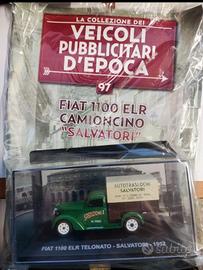 LA COLLEZIONE DEI
VEICOLI
PUBBLICITARI
D'EPOCA
97
FIAT 1100 ELR
CAMIONCINO
"SALVATORI"
AUTOTRASLOCHI
SALVATORI
FIAT 1100 ELR TELONATO - SALVATORI - 1952
subito